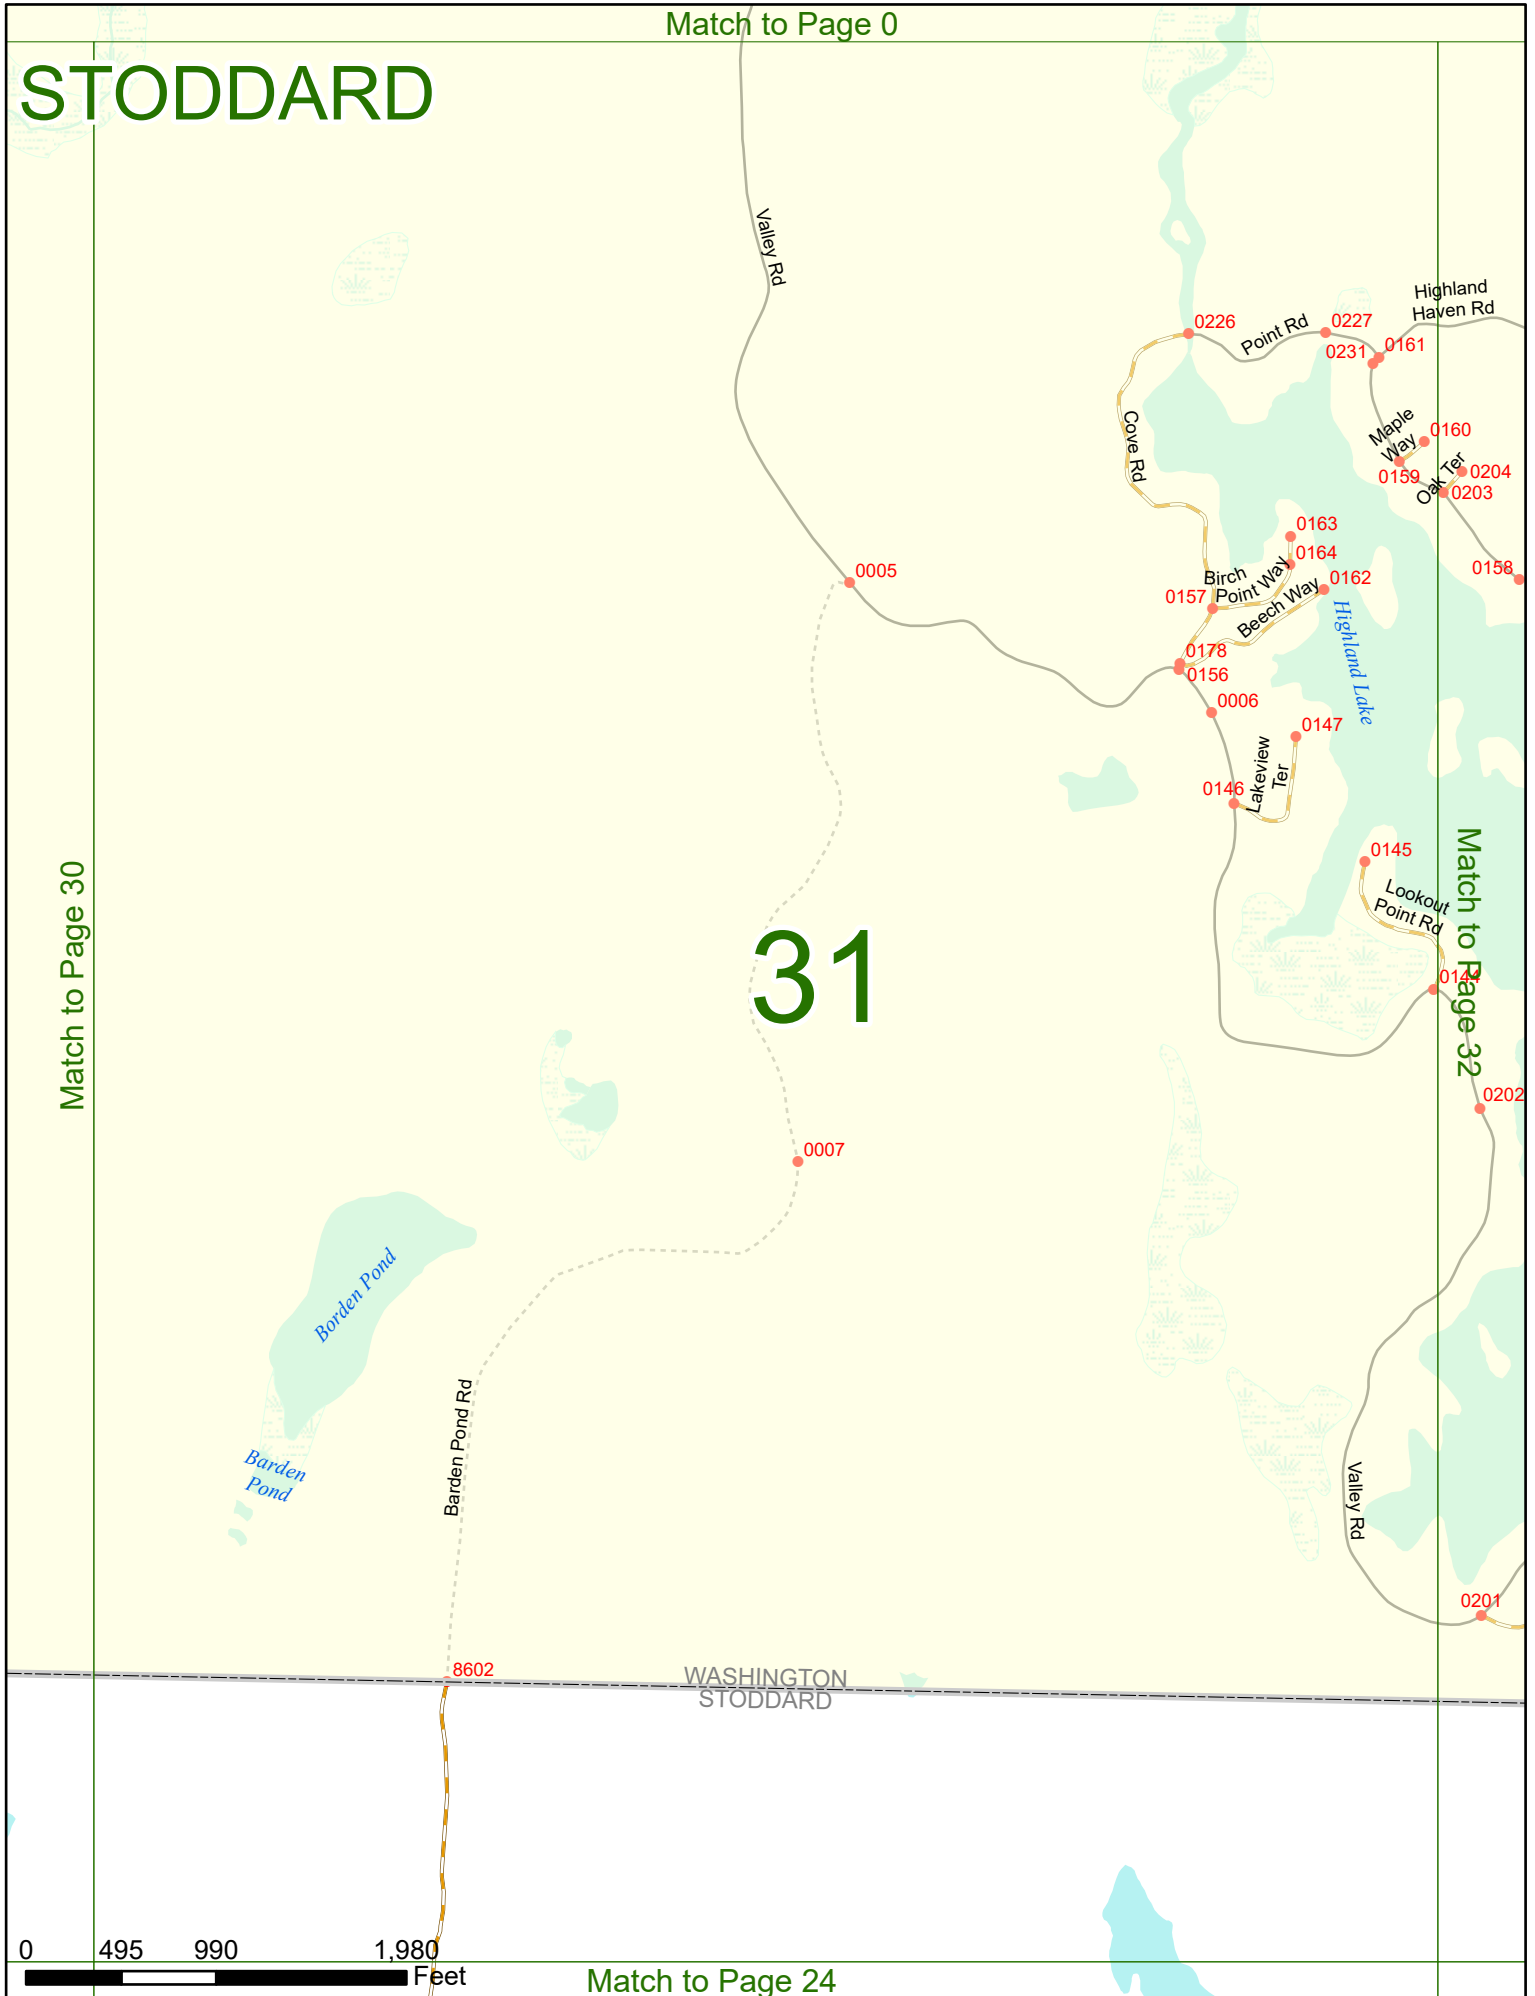 Match to Page 0
STODDARD
Valley Rd
Highland
Haven Rd
0226
Point Rd
0227
0161
0231
Cove Rd
Maple
Way
0160
0159
Oak Ter
0204
0203
0163
0164
0158
0005
Birch
Point Way
0162
0157
Beech Way
Highland Lake
0178
0156
0006
0147
Lakeview
Ter
0146
Match to Page 30
Match to Page 32
0145
Lookout
Point Rd
31
0144
0202
0007
Borden Pond
Barden Pond Rd
Barden
Pond
Valley Rd
0201
8602
WASHINGTON
STODDARD
0 495 990 1,980
Feet
Match to Page 24